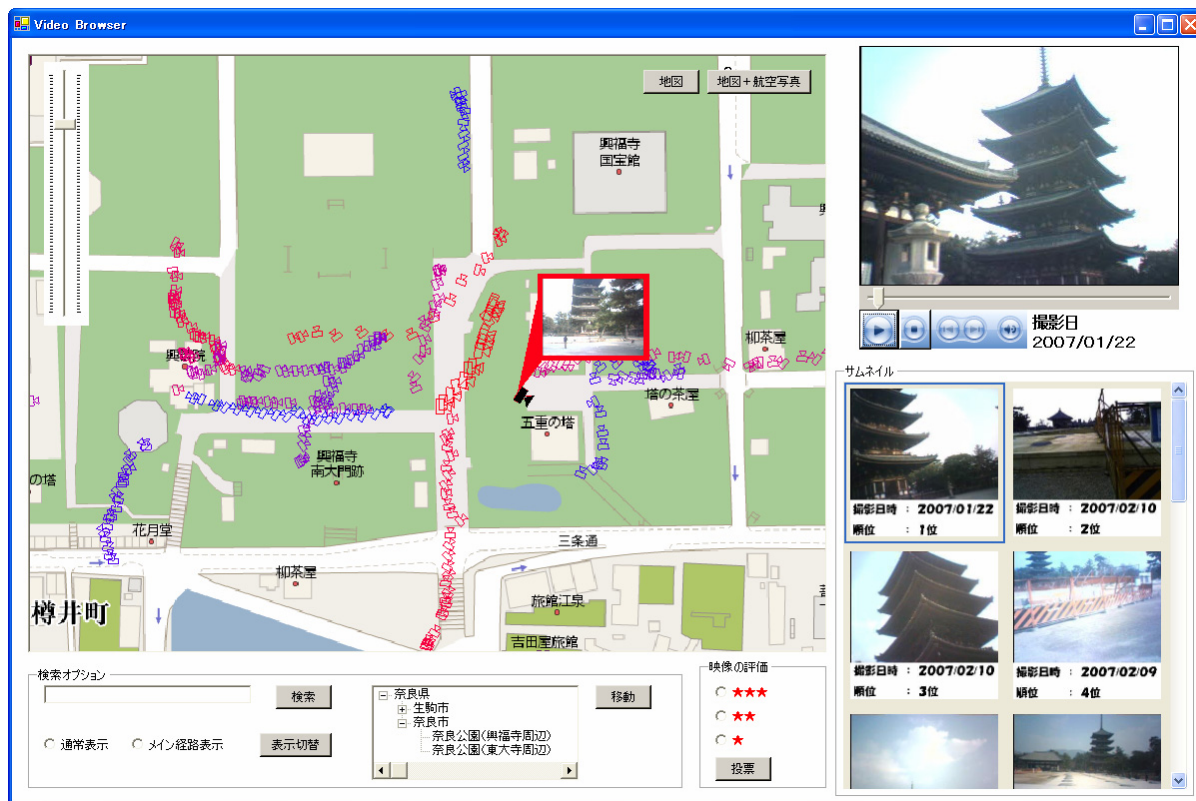 Video Browser
地図
地図+航空写真
興福寺
国宝館
柳茶屋
塔の茶屋
五重の塔
興福寺
南大門跡
の塔
花月堂
三条通
柳茶屋
樽井町
旅館江泉
吉田屋旅館
撮影日
2007/01/22
サムネイル
撮影日時 : 2007/01/22
順位 : 1位
撮影日時 : 2007/02/10
順位 : 2位
撮影日時 : 2007/02/10
順位 : 3位
撮影日時 : 2007/02/09
順位 : 4位
検索オプション
検索
通常表示
メイン経路表示
表示切替
奈良県
生駒市
奈良市
奈良公園(興福寺周辺)
奈良公園(東大寺周辺)
移動
映像の評価
★★★
★★
★
投票